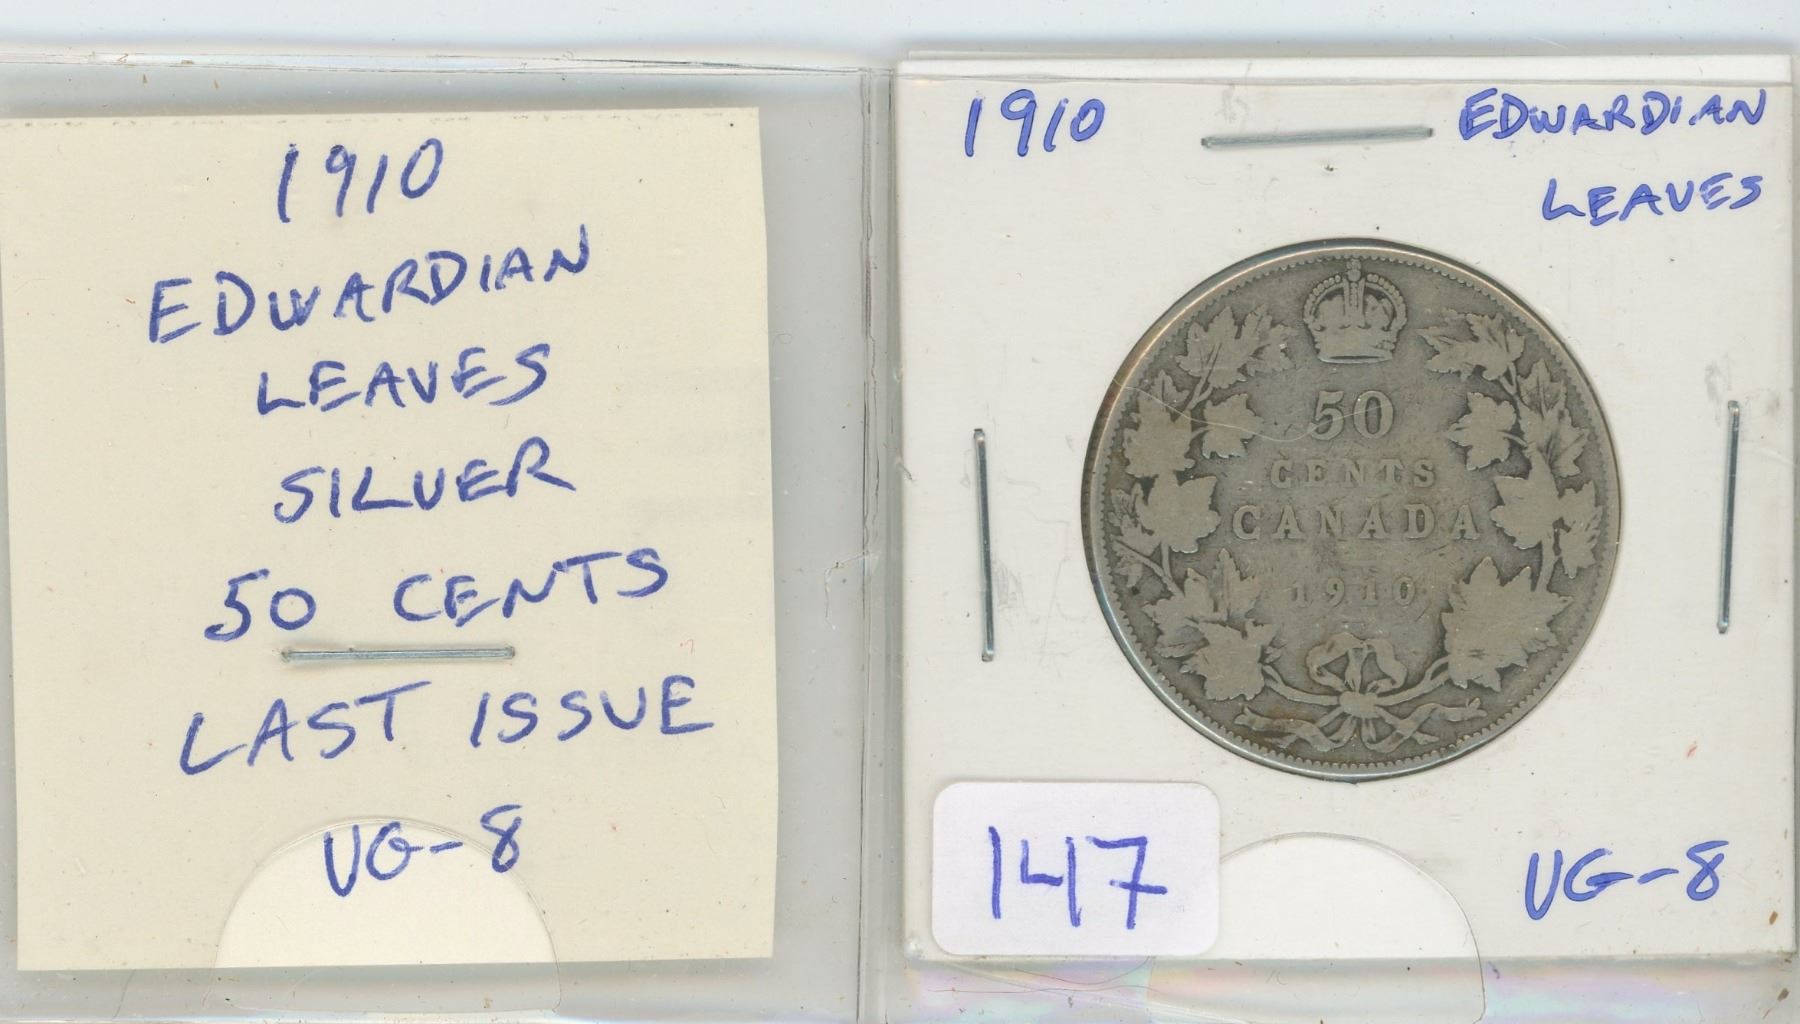 1910
EDWARDIAN
LEAVES
SILVER
50 CENTS
LAST ISSUE
VG-8
1910
EDWARDIAN
LEAVES
50
CENTS
CANADA
1910
147
VG-8